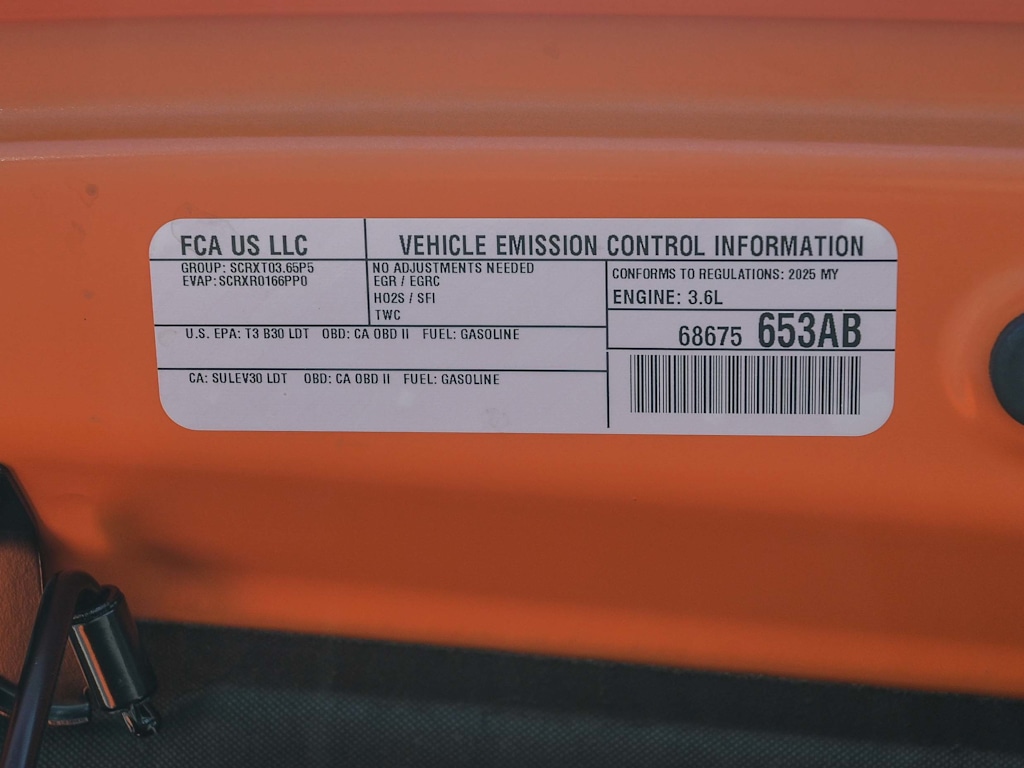 FCA US LLC
VEHICLE EMISSION CONTROL INFORMATION
GROUP: SCRXT03.65P5
EVAP: SCRXR0166PP0
NO ADJUSTMENTS NEEDED
EGR / EGRC
HO2S / SFI
TWC
CONFORMS TO REGULATIONS: 2025 MY
ENGINE: 3.6L
68675 653AB
U.S. EPA: T3 B30 LDT OBD: CA OBD II FUEL: GASOLINE
CA: SULEV30 LDT OBD: CA OBD II FUEL: GASOLINE